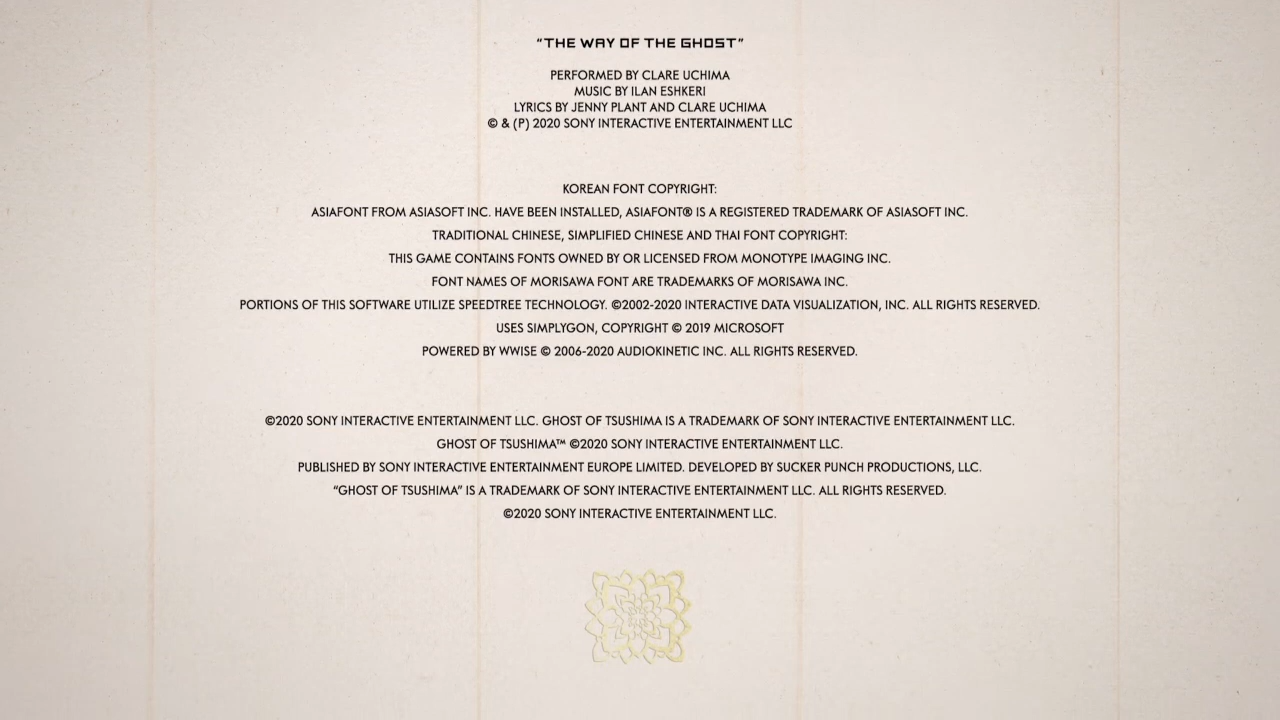 “THE WAY OF THE GHOST”
PERFORMED BY CLARE UCHIMA
MUSIC BY ILAN ESHKERI
LYRICS BY JENNY PLANT AND CLARE UCHIMA
© & (P) 2020 SONY INTERACTIVE ENTERTAINMENT LLC
KOREAN FONT COPYRIGHT:
ASIAFONT FROM ASIASOFT INC. HAVE BEEN INSTALLED, ASIAFONT® IS A REGISTERED TRADEMARK OF ASIASOFT INC.
TRADITIONAL CHINESE, SIMPLIFIED CHINESE AND THAI FONT COPYRIGHT:
THIS GAME CONTAINS FONTS OWNED BY OR LICENSED FROM MONOTYPE IMAGING INC.
FONT NAMES OF MORISAWA FONT ARE TRADEMARKS OF MORISAWA INC.
PORTIONS OF THIS SOFTWARE UTILIZE SPEEDTREE TECHNOLOGY. ©2002-2020 INTERACTIVE DATA VISUALIZATION, INC. ALL RIGHTS RESERVED.
USES SIMPLYGON, COPYRIGHT © 2019 MICROSOFT
POWERED BY WWISE © 2006-2020 AUDIOKINETIC INC. ALL RIGHTS RESERVED.
©2020 SONY INTERACTIVE ENTERTAINMENT LLC. GHOST OF TSUSHIMA IS A TRADEMARK OF SONY INTERACTIVE ENTERTAINMENT LLC.
GHOST OF TSUSHIMA™ ©2020 SONY INTERACTIVE ENTERTAINMENT LLC.
PUBLISHED BY SONY INTERACTIVE ENTERTAINMENT EUROPE LIMITED. DEVELOPED BY SUCKER PUNCH PRODUCTIONS, LLC.
“GHOST OF TSUSHIMA” IS A TRADEMARK OF SONY INTERACTIVE ENTERTAINMENT LLC. ALL RIGHTS RESERVED.
©2020 SONY INTERACTIVE ENTERTAINMENT LLC.